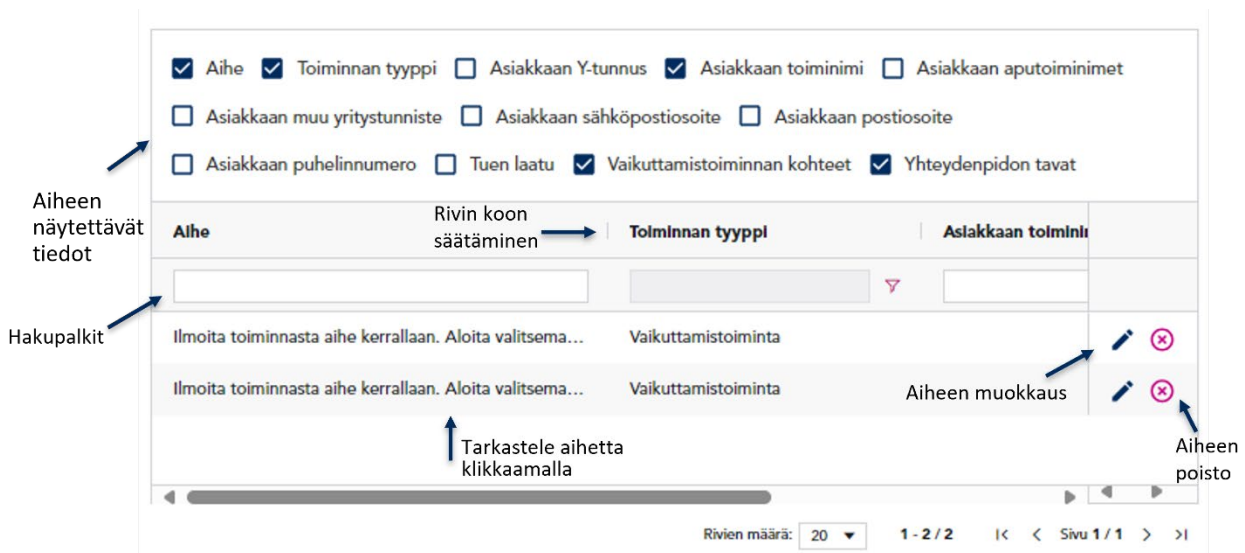 Aihe Toiminnan tyyppi Asiakkaan Y-tunnus Asiakkaan toiminimi Asiakkaan aputoiminimet
Asiakkaan muu yritystunniste Asiakkaan sähköpostiosoite Asiakkaan postiosoite
Asiakkaan puhelinnumero Tuen laatu Vaikuttamistoiminnan kohteet Yhteydenpidon tavat
Aiheen
näytettävät
tiedot
Rivin koon
säätäminen
Aihe Toiminnan tyyppi Asiakkaan toiminin
Hakupalkit
Ilmoita toiminnasta aihe kerrallaan. Aloita valitsema... Vaikuttamistoiminta
Ilmoita toiminnasta aihe kerrallaan. Aloita valitsema... Vaikuttamistoiminta
Aiheen muokkaus
Tarkastele aihetta
klikkaamalla
Aiheen
poisto
Rivien määrä: 20 1 - 2 / 2 Sivu 1 / 1